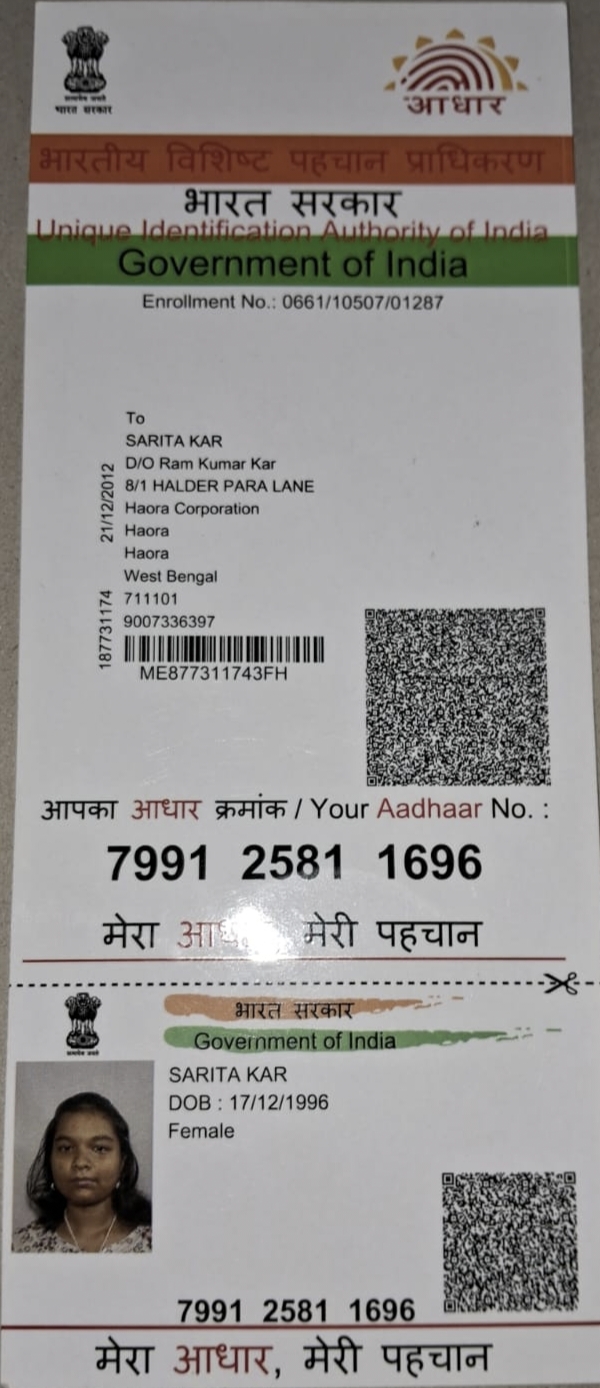 सत्यमेव जयते
भारत सरकार
आधार
भारतीय विशिष्ट पहचान प्राधिकरण
भारत सरकार
Unique Identification Authority of India
Government of India
Enrollment No.: 0661/10507/01287
To
SARITA KAR
D/O Ram Kumar Kar
8/1 HALDER PARA LANE
Haora Corporation
Haora
Haora
West Bengal
711101
9007336397
21/12/2012
187731174
ME877311743FH
आपका आधार क्रमांक / Your Aadhaar No. :
7991 2581 1696
मेरा मेरी पहचान
भारत सरकार
Government of India
सत्यमेव जयते
SARITA KAR
DOB : 17/12/1996
Female
7991 2581 1696
मेरा आधार, मेरी पहचान